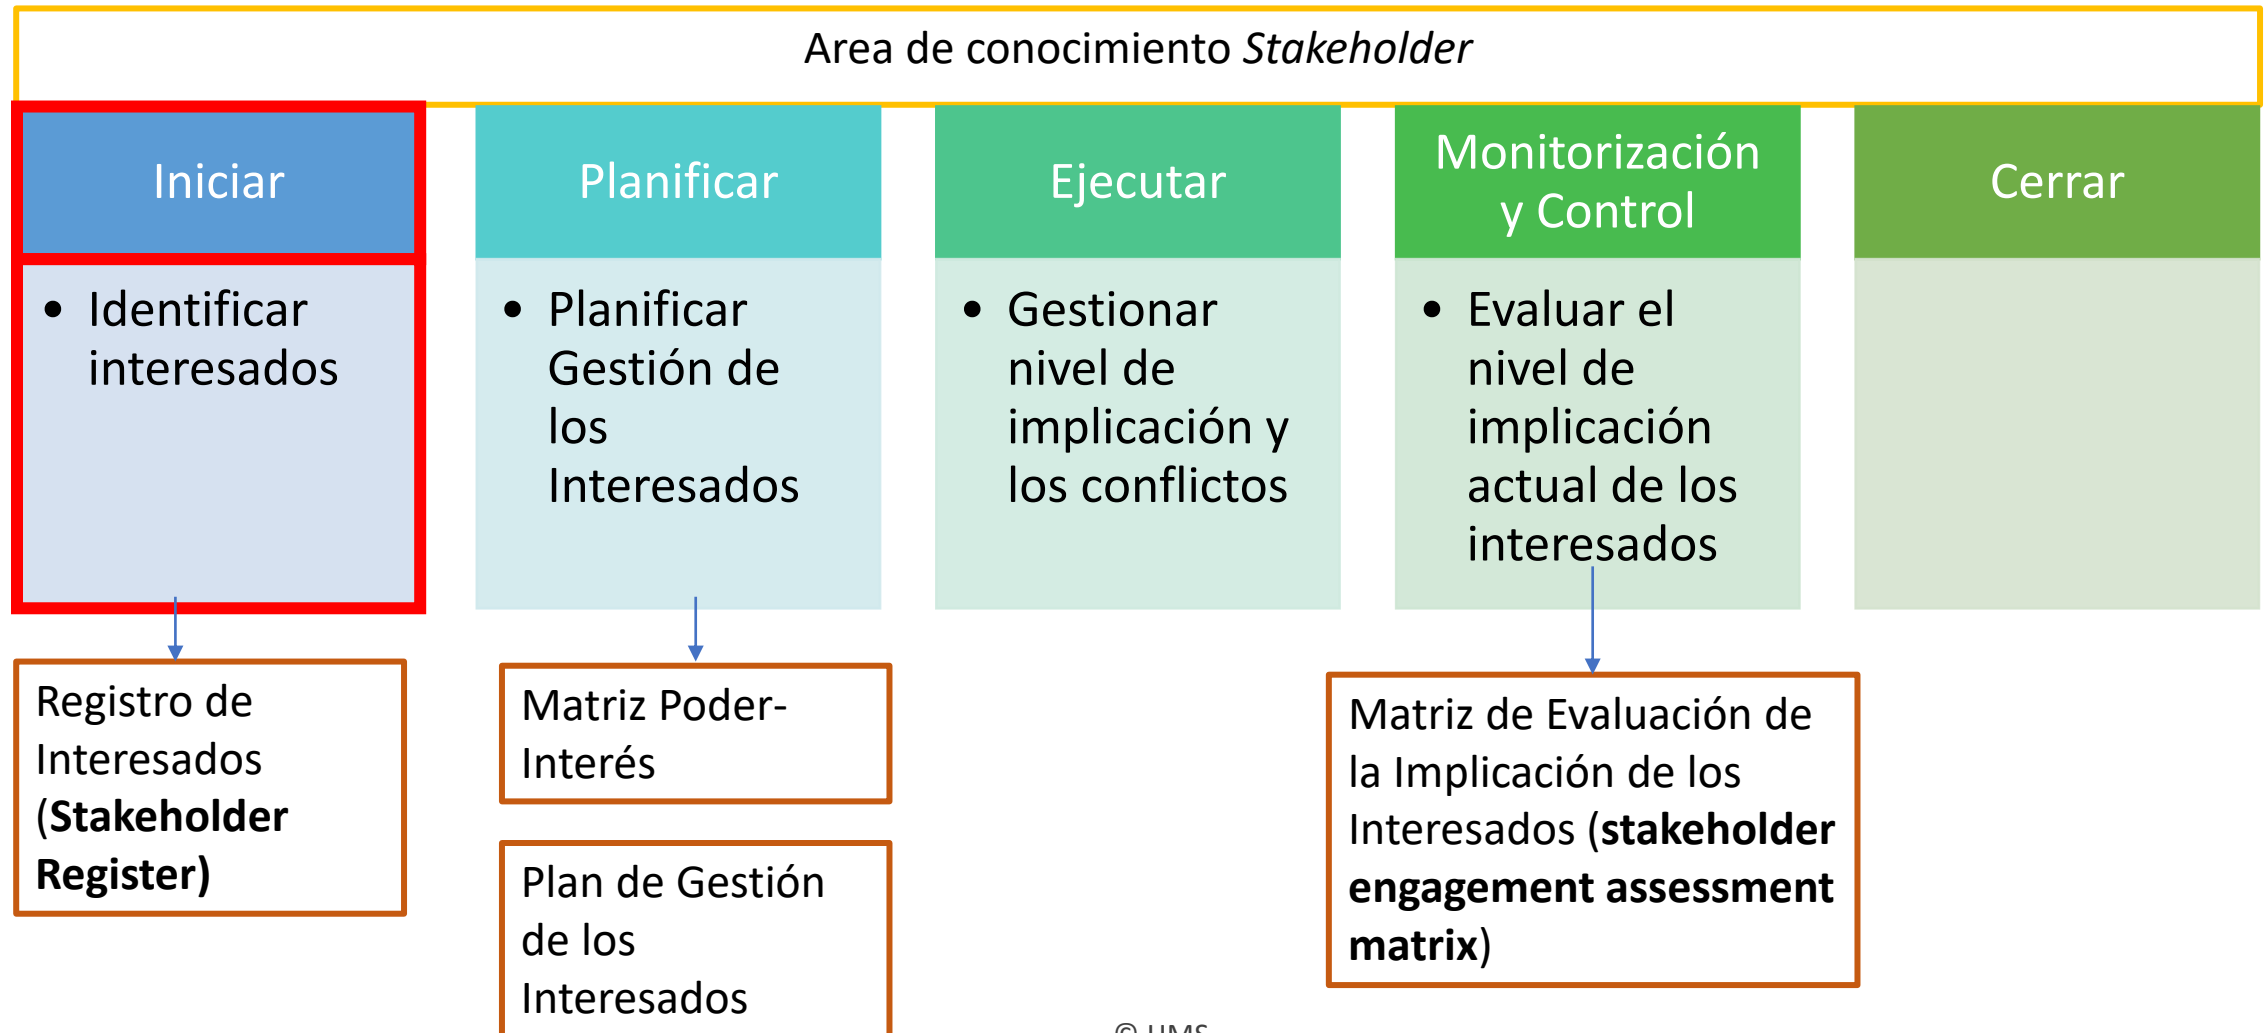 Area de conocimiento Stakeholder
Iniciar
Planificar
Ejecutar
Monitorización
y Control
Cerrar
• Identificar
interesados
• Planificar
Gestión de
los
Interesados
• Gestionar
nivel de
implicación y
los conflictos
• Evaluar el
nivel de
implicación
actual de los
interesados
Registro de
Interesados
(Stakeholder
Register)
Matriz Poder-
Interés
Plan de Gestión
de los
Interesados
Matriz de Evaluación de
la Implicación de los
Interesados (stakeholder
engagement assessment
matrix)